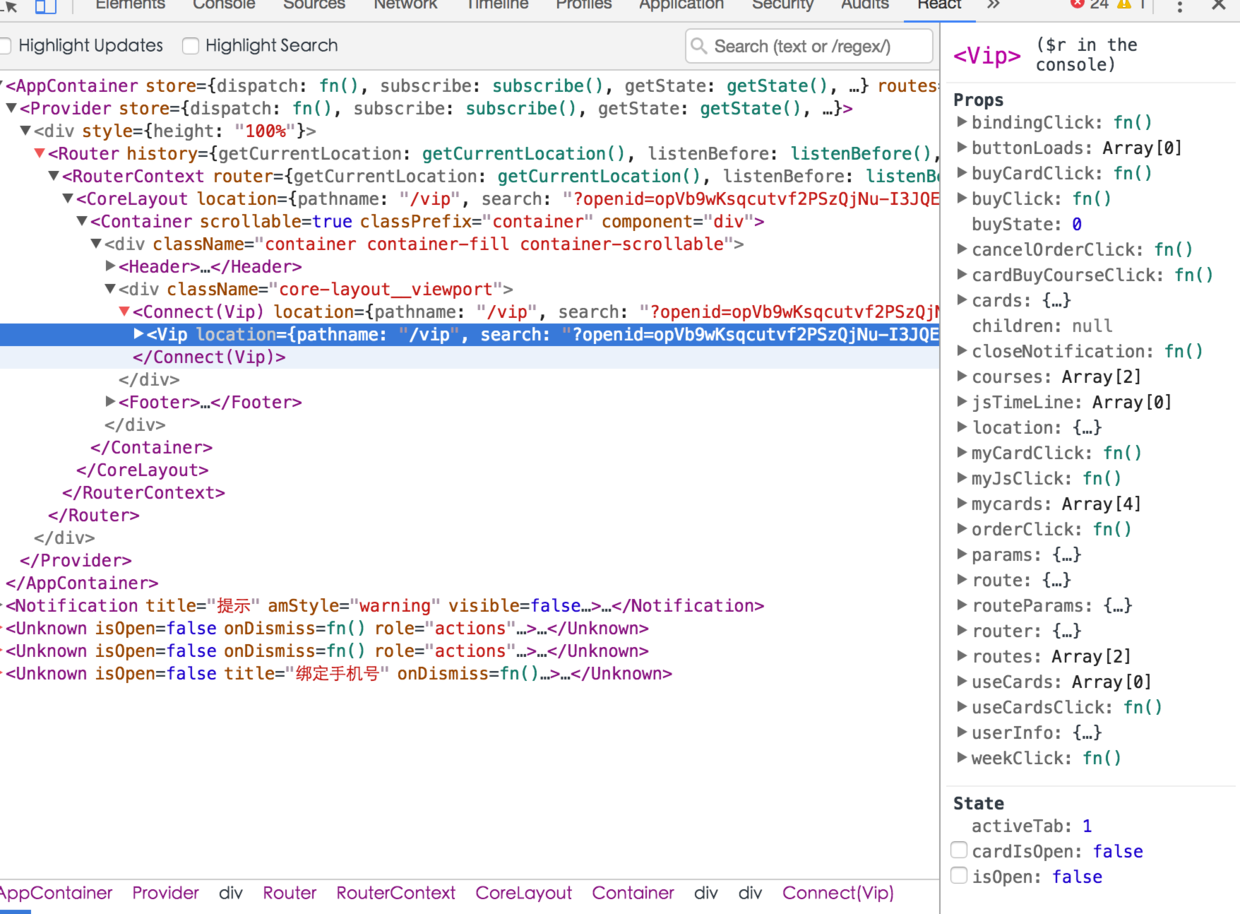 Elements Console Sources Network Timeline Profiles Application Security Audits React » 24 1
Highlight Updates Highlight Search Search (text or /regex/)
<AppContainer store={dispatch: fn(), subscribe: subscribe(), getState: getState(), …} routes=
<Provider store={dispatch: fn(), subscribe: subscribe(), getState: getState(), …}>
<div style={height: "100%"}>
<Router history={getCurrentLocation: getCurrentLocation(), listenBefore: listenBefore(),
<RouterContext router={getCurrentLocation: getCurrentLocation(), listenBefore: listenB
<CoreLayout location={pathname: "/vip", search: "?openid=opVb9wKsqcutvf2PSzQjNu-I3JQE
<Container scrollable=true classPrefix="container" component="div">
<div className="container container-fill container-scrollable">
<Header>…</Header>
<div className="core-layout__viewport">
<Connect(Vip) location={pathname: "/vip", search: "?openid=opVb9wKsqcutvf2PSzQjN
<Vip location={pathname: "/vip", search: "?openid=opVb9wKsqcutvf2PSzQjNu-I3JQE
</Connect(Vip)>
</div>
<Footer>…</Footer>
</div>
</Container>
</CoreLayout>
</RouterContext>
</Router>
</div>
</Provider>
</AppContainer>
<Notification title="提示" amStyle="warning" visible=false…>…</Notification>
<Unknown isOpen=false onDismiss=fn() role="actions"…>…</Unknown>
<Unknown isOpen=false onDismiss=fn() role="actions"…>…</Unknown>
<Unknown isOpen=false title="绑定手机号" onDismiss=fn()…>…</Unknown>
AppContainer Provider div Router RouterContext CoreLayout Container div div Connect(Vip)
<Vip> ($r in the
console)
Props
bindingClick: fn()
buttonLoads: Array[0]
buyCardClick: fn()
buyClick: fn()
buyState: 0
cancelOrderClick: fn()
cardBuyCourseClick: fn()
cards: {…}
children: null
closeNotification: fn()
courses: Array[2]
jsTimeLine: Array[0]
location: {…}
myCardClick: fn()
myJsClick: fn()
mycards: Array[4]
orderClick: fn()
params: {…}
route: {…}
routeParams: {…}
router: {…}
routes: Array[2]
useCards: Array[0]
useCardsClick: fn()
userInfo: {…}
weekClick: fn()
State
activeTab: 1
cardIsOpen: false
isOpen: false